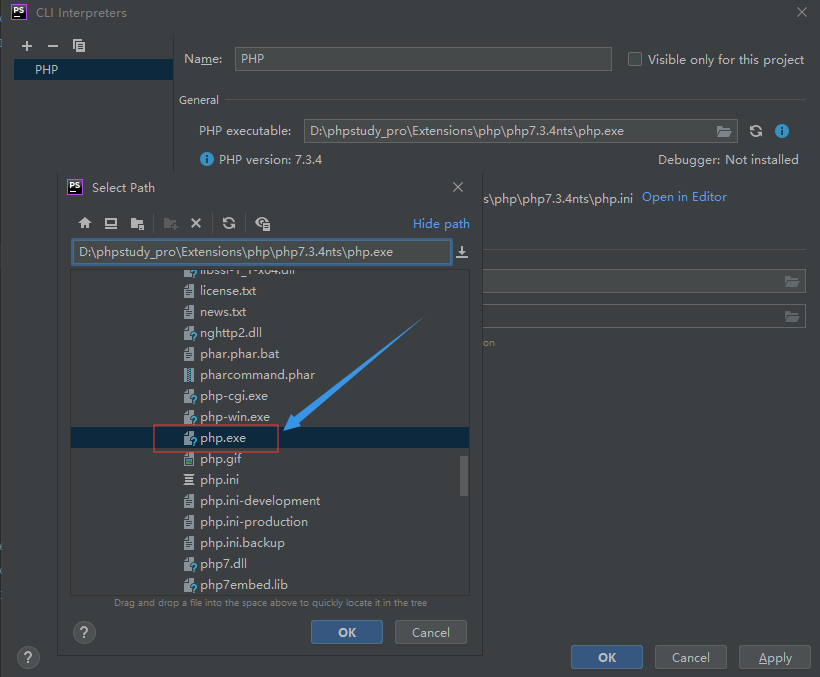 PS CLI Interpreters
PHP
Name: PHP
Visible only for this project
General
PHP executable: D:\phpstudy_pro\Extensions\php\php7.3.4nts\php.exe
PHP version: 7.3.4
Debugger: Not installed
s\php\php7.3.4nts\php.ini Open in Editor
on
PS Select Path
Hide path
D:\phpstudy_pro\Extensions\php\php7.3.4nts\php.exe
libssl-1_1-x64.dll
license.txt
news.txt
nghttp2.dll
phar.phar.bat
pharcommand.phar
php-cgi.exe
php-win.exe
php.exe
php.gif
php.ini
php.ini-development
php.ini-production
php.ini.backup
php7.dll
php7embed.lib
Drag and drop a file into the space above to quickly locate it in the tree
? OK Cancel
? OK Cancel Apply